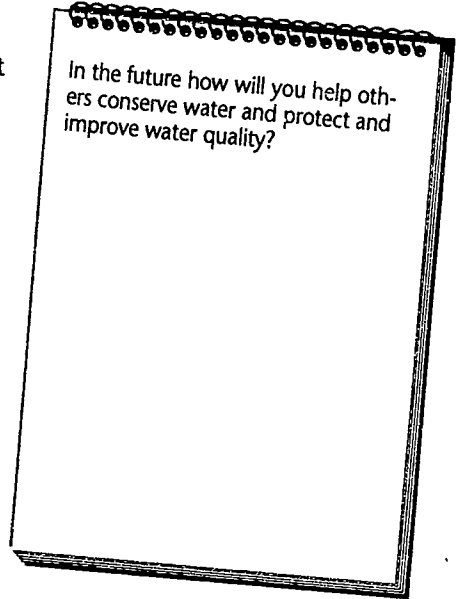 In the future how will you help oth-
ers conserve water and protect and
improve water quality?